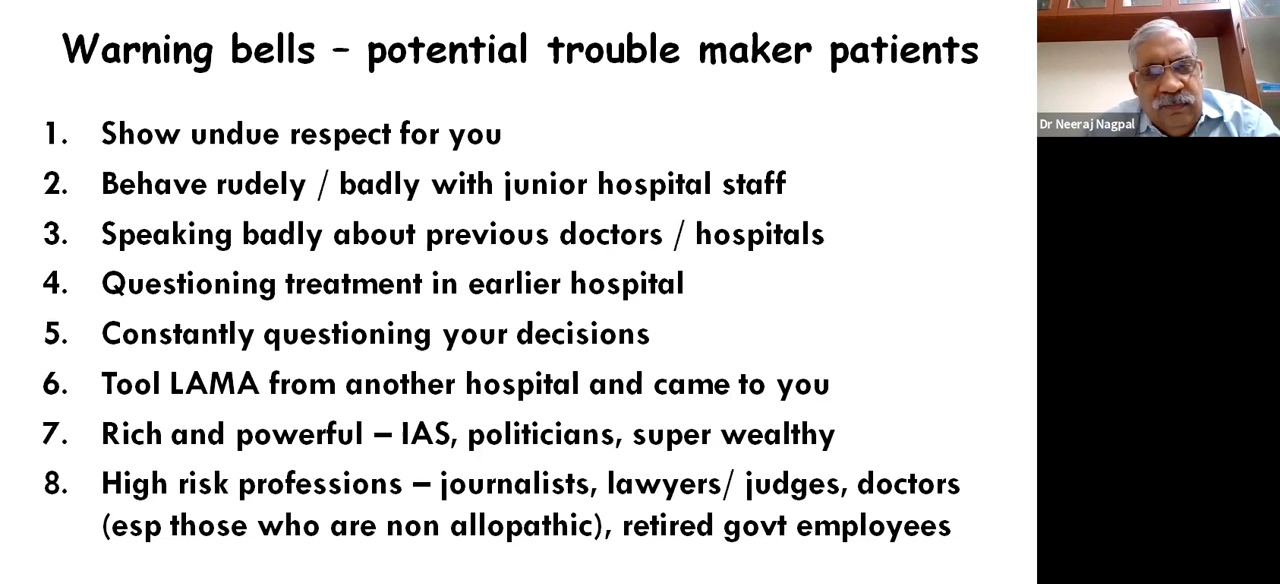 Warning bells – potential trouble maker patients
1. Show undue respect for you
2. Behave rudely / badly with junior hospital staff
3. Speaking badly about previous doctors / hospitals
4. Questioning treatment in earlier hospital
5. Constantly questioning your decisions
6. Tool LAMA from another hospital and came to you
7. Rich and powerful – IAS, politicians, super wealthy
8. High risk professions – journalists, lawyers/ judges, doctors
(esp those who are non allopathic), retired govt employees
Dr Neeraj Nagpal